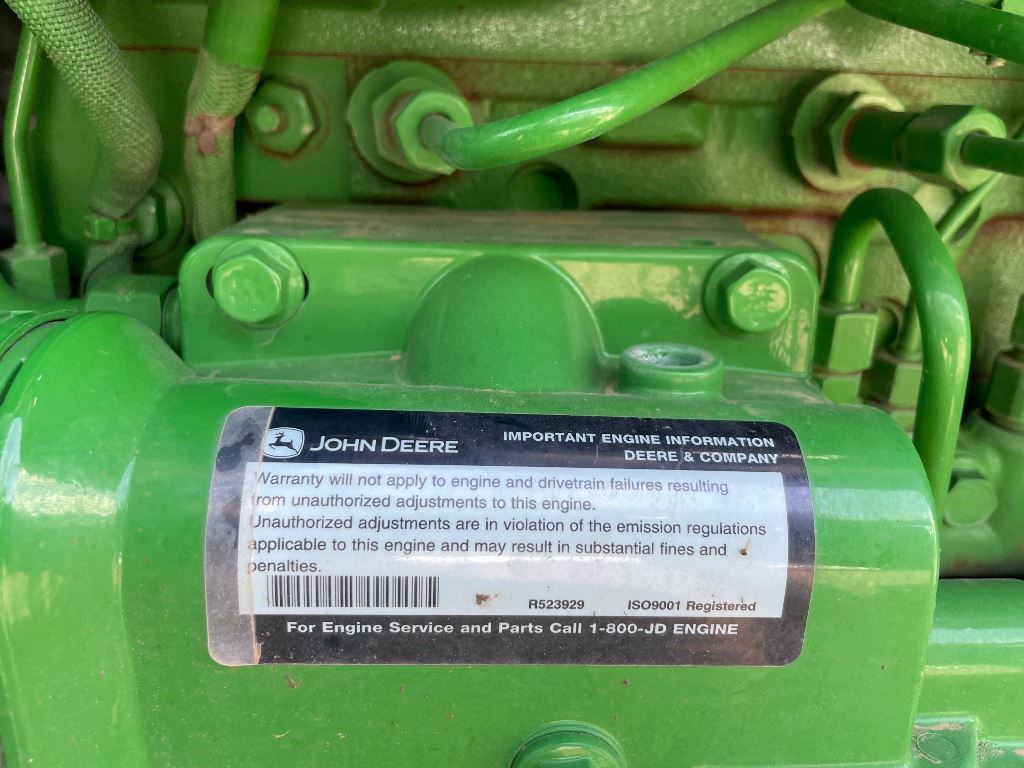 JOHN DEERE
IMPORTANT ENGINE INFORMATION
DEERE & COMPANY
Warranty will not apply to engine and drivetrain failures resulting
from unauthorized adjustments to this engine.
Unauthorized adjustments are in violation of the emission regulations
applicable to this engine and may result in substantial fines and
penalties.
R523929 ISO9001 Registered
For Engine Service and Parts Call 1-800-JD ENGINE